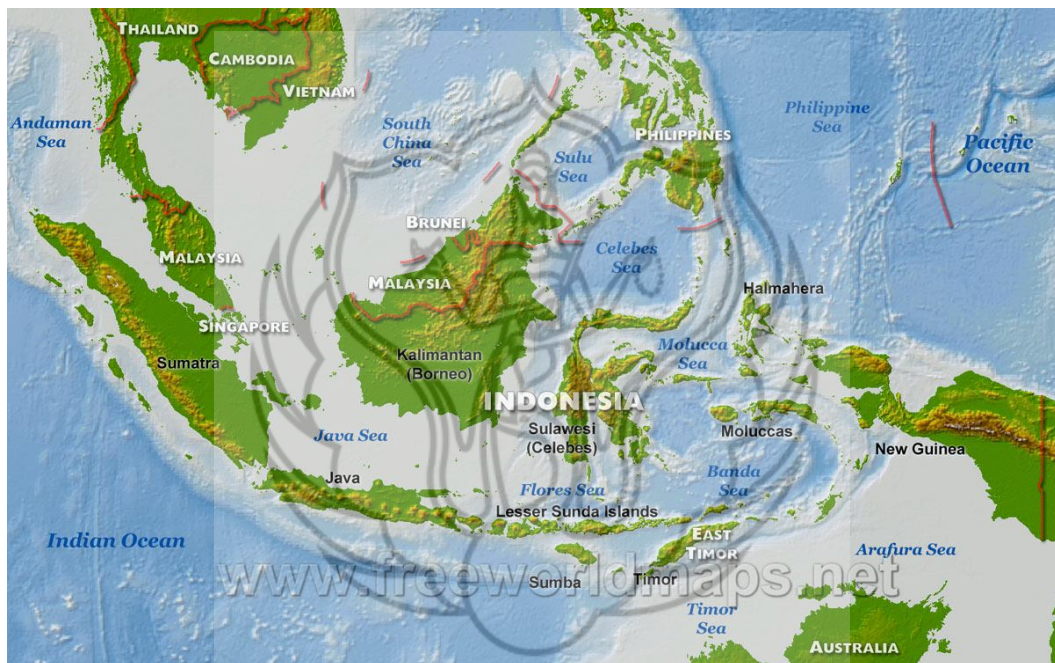 THAILAND
CAMBODIA
VIETNAM
Andaman
Sea
South
China
Sea
PHILIPPINES
Philippine
Sea
Pacific
Ocean
Sulu
Sea
BRUNEI
Celebes
Sea
MALAYSIA
MALAYSIA
Halmahera
SINGAPORE
Sumatra
Kalimantan
(Borneo)
Molucca
Sea
INDONESIA
Sulawesi
(Celebes)
Moluccas
Java Sea
New Guinea
Java
Flores Sea
Banda
Sea
Lesser Sunda Islands
Indian Ocean
EAST
TIMOR
Arafura Sea
www.freeworldmaps.net
Sumba
Timor
Timor
Sea
AUSTRALIA